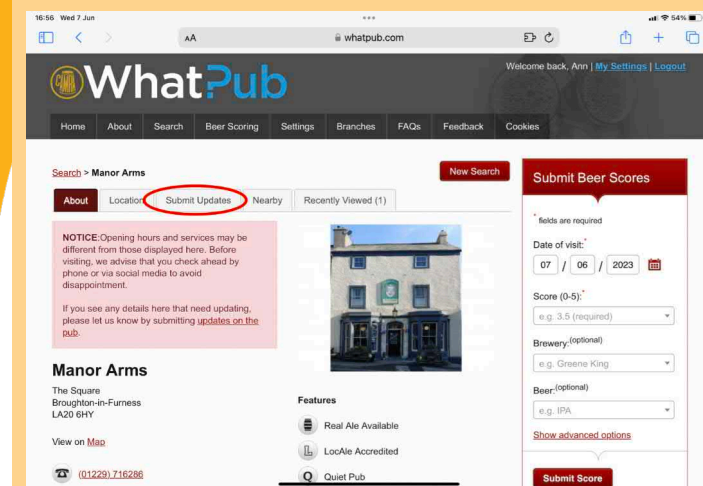 16:56 Wed 7 Jun
54%
AA
whatpub.com
CAMRA
WhatPub
Welcome back, Ann | My Settings | Logout
Home About Search Beer Scoring Settings Branches FAQs Feedback Cookies
Search > Manor Arms
New Search
About Location Submit Updates Nearby Recently Viewed (1)
NOTICE:Opening hours and services may be
different from those displayed here. Before
visiting, we advise that you check ahead by
phone or via social media to avoid
disappointment.
If you see any details here that need updating,
please let us know by submitting updates on the
pub.
Manor Arms
The Square
Broughton-in-Furness
LA20 6HY
View on Map
(01229) 716286
Features
Real Ale Available
L LocAle Accredited
Q Quiet Pub
Submit Beer Scores
* fields are required
Date of visit:*
07 / 06 / 2023
Score (0-5):*
e.g. 3.5 (required)
Brewery:(optional)
e.g. Greene King
Beer:(optional)
e.g. IPA
Show advanced options
Submit Score